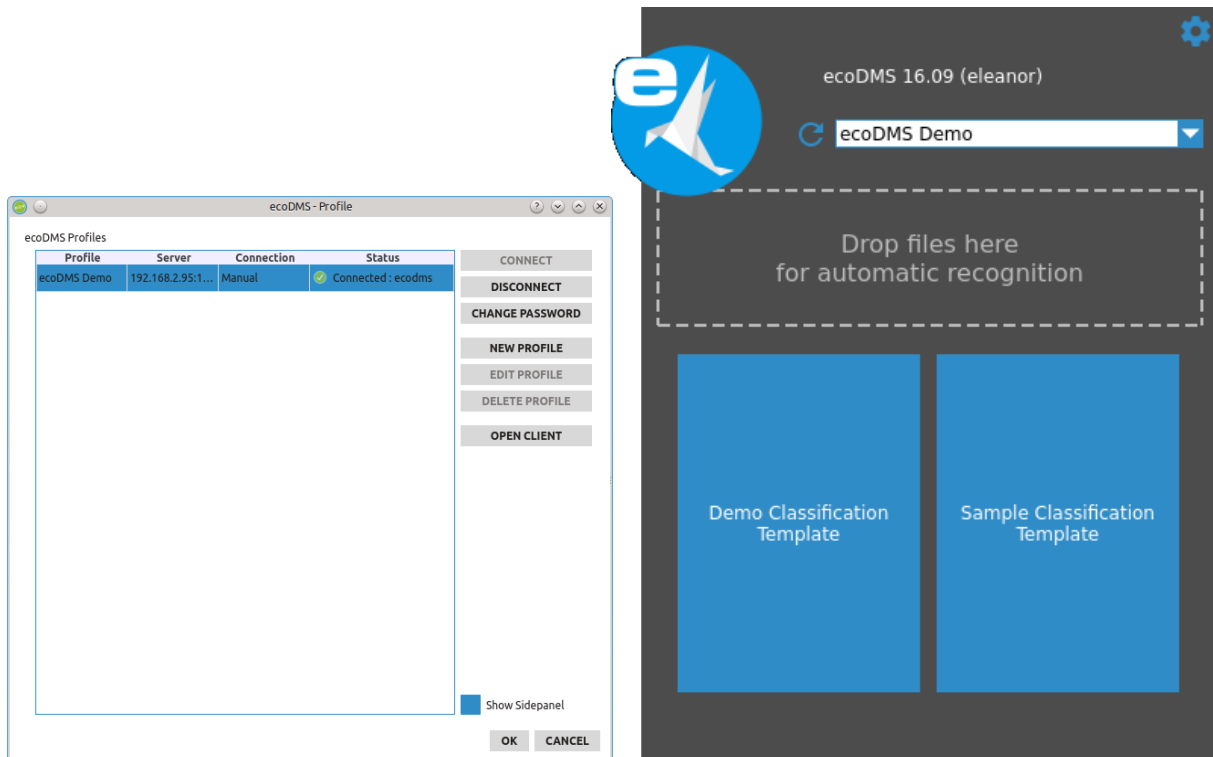 ecoDMS - Profile
ecoDMS Profiles
Profile Server Connection Status
ecoDMS Demo 192.168.2.95:1... Manual Connected : ecodms
CONNECT
DISCONNECT
CHANGE PASSWORD
NEW PROFILE
EDIT PROFILE
DELETE PROFILE
OPEN CLIENT
Show Sidepanel
OK CANCEL
e
ecoDMS 16.09 (eleanor)
ecoDMS Demo
Drop files here
for automatic recognition
Demo Classification
Template
Sample Classification
Template